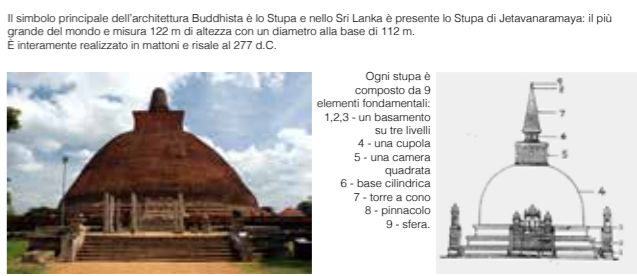 Il simbolo principale dell'architettura Buddhista è lo Stupa e nello Sri Lanka è presente lo Stupa di Jetavanaramaya: il più
grande del mondo e misura 122 m di altezza con un diametro alla base di 112 m.
È interamente realizzato in mattoni e risale al 277 d.C.
Ogni stupa è
composto da 9
elementi fondamentali:
1,2,3 - un basamento
su tre livelli
4 - una cupola
5 - una camera
quadrata
6 - base cilindrica
7 - torre a cono
8 - pinnacolo
9 - sfera.
9
7
6
5
4